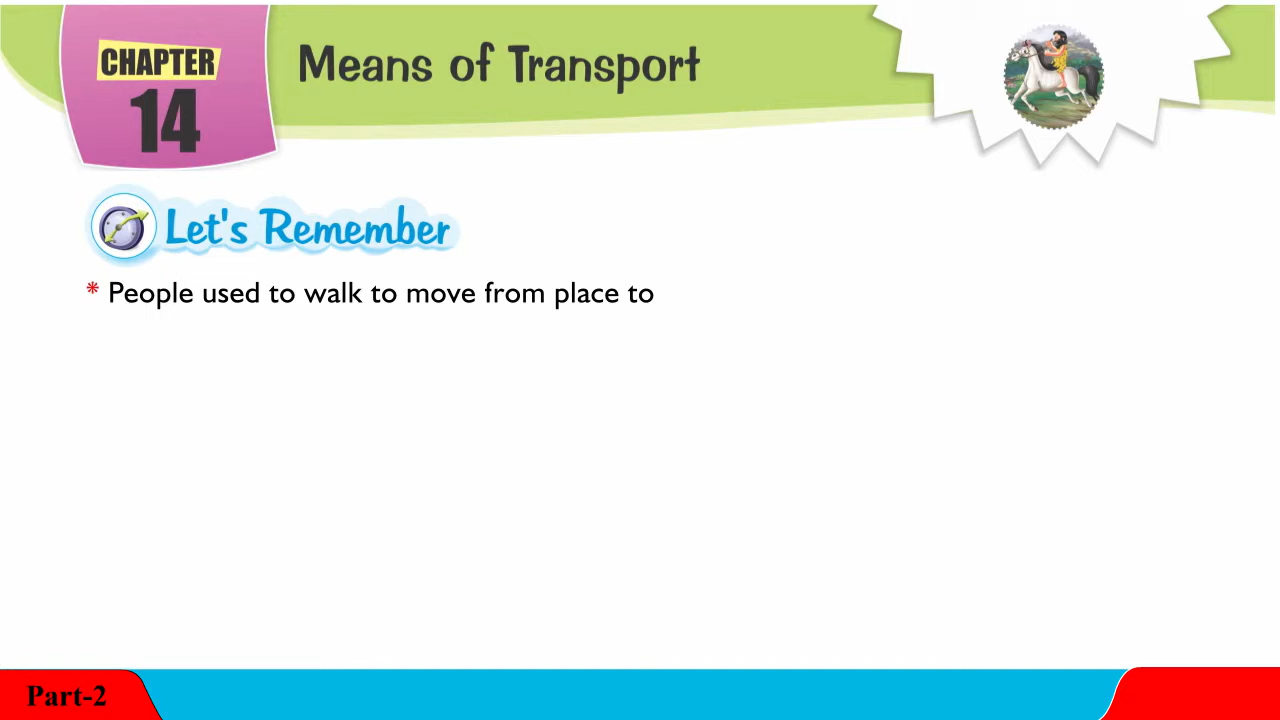 CHAPTER
14
Means of Transport
Let's Remember
* People used to walk to move from place to
Part-2